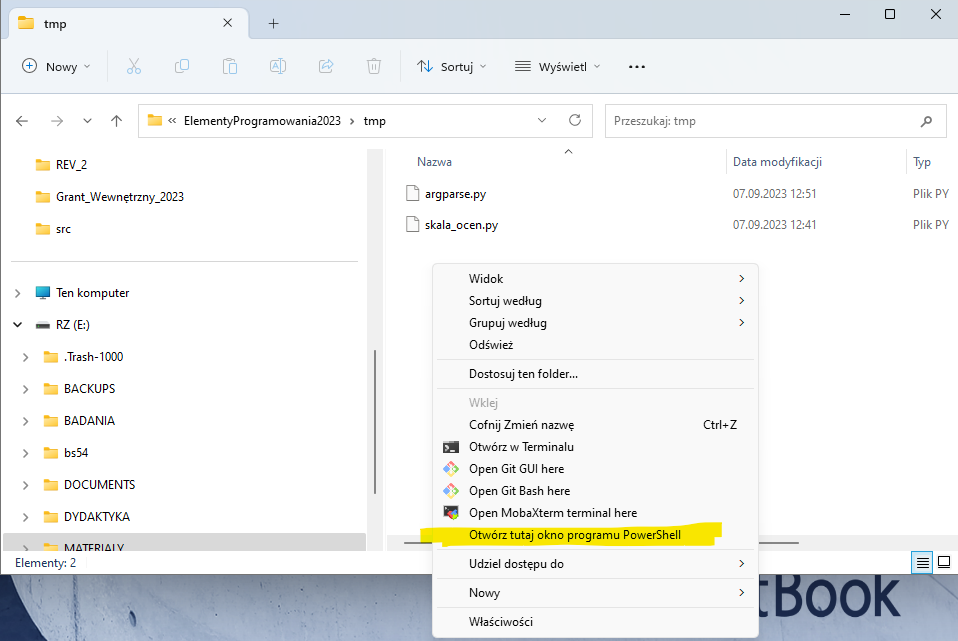 tmp
Nowy
Sortuj
Wyświetl
« ElementyProgramowania2023 › tmp
Przeszukaj: tmp
REV_2
Grant_Wewnętrzny_2023
src
Ten komputer
RZ (E:)
.Trash-1000
BACKUPS
BADANIA
bs54
DOCUMENTS
DYDAKTYKA
MATERIALY
Nazwa Data modyfikacji Typ
argparse.py 07.09.2023 12:51 Plik PY
skala_ocen.py 07.09.2023 12:41 Plik PY
Widok
Sortuj według
Grupuj według
Odśwież
Dostosuj ten folder...
Wklej
Cofnij Zmień nazwę Ctrl+Z
Otwórz w Terminalu
Open Git GUI here
Open Git Bash here
Open MobaXterm terminal here
Otwórz tutaj okno programu PowerShell
Udziel dostępu do
Nowy
Właściwości
Elementy: 2
tBook